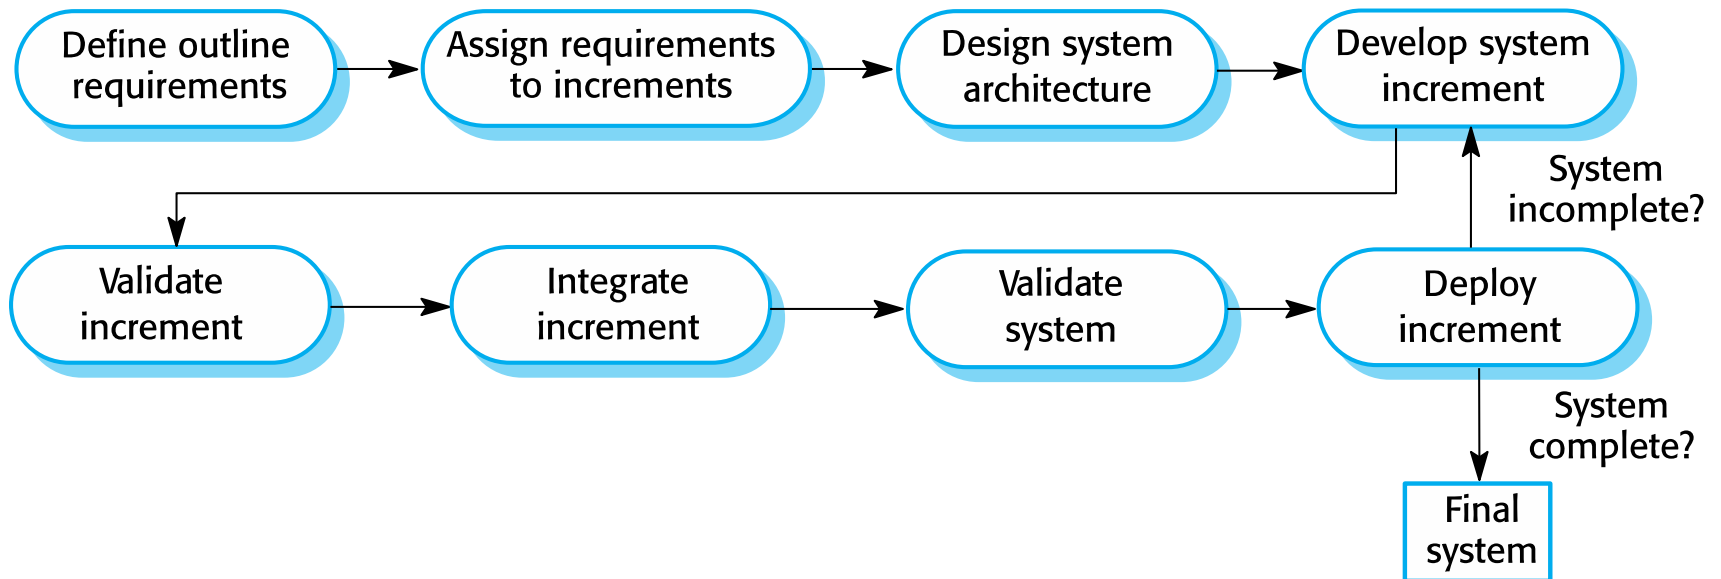 Define outline
requirements
Assign requirements
to increments
Design system
architecture
Develop system
increment
System
incomplete?
Validate
increment
Integrate
increment
Validate
system
Deploy
increment
System
complete?
Final
system